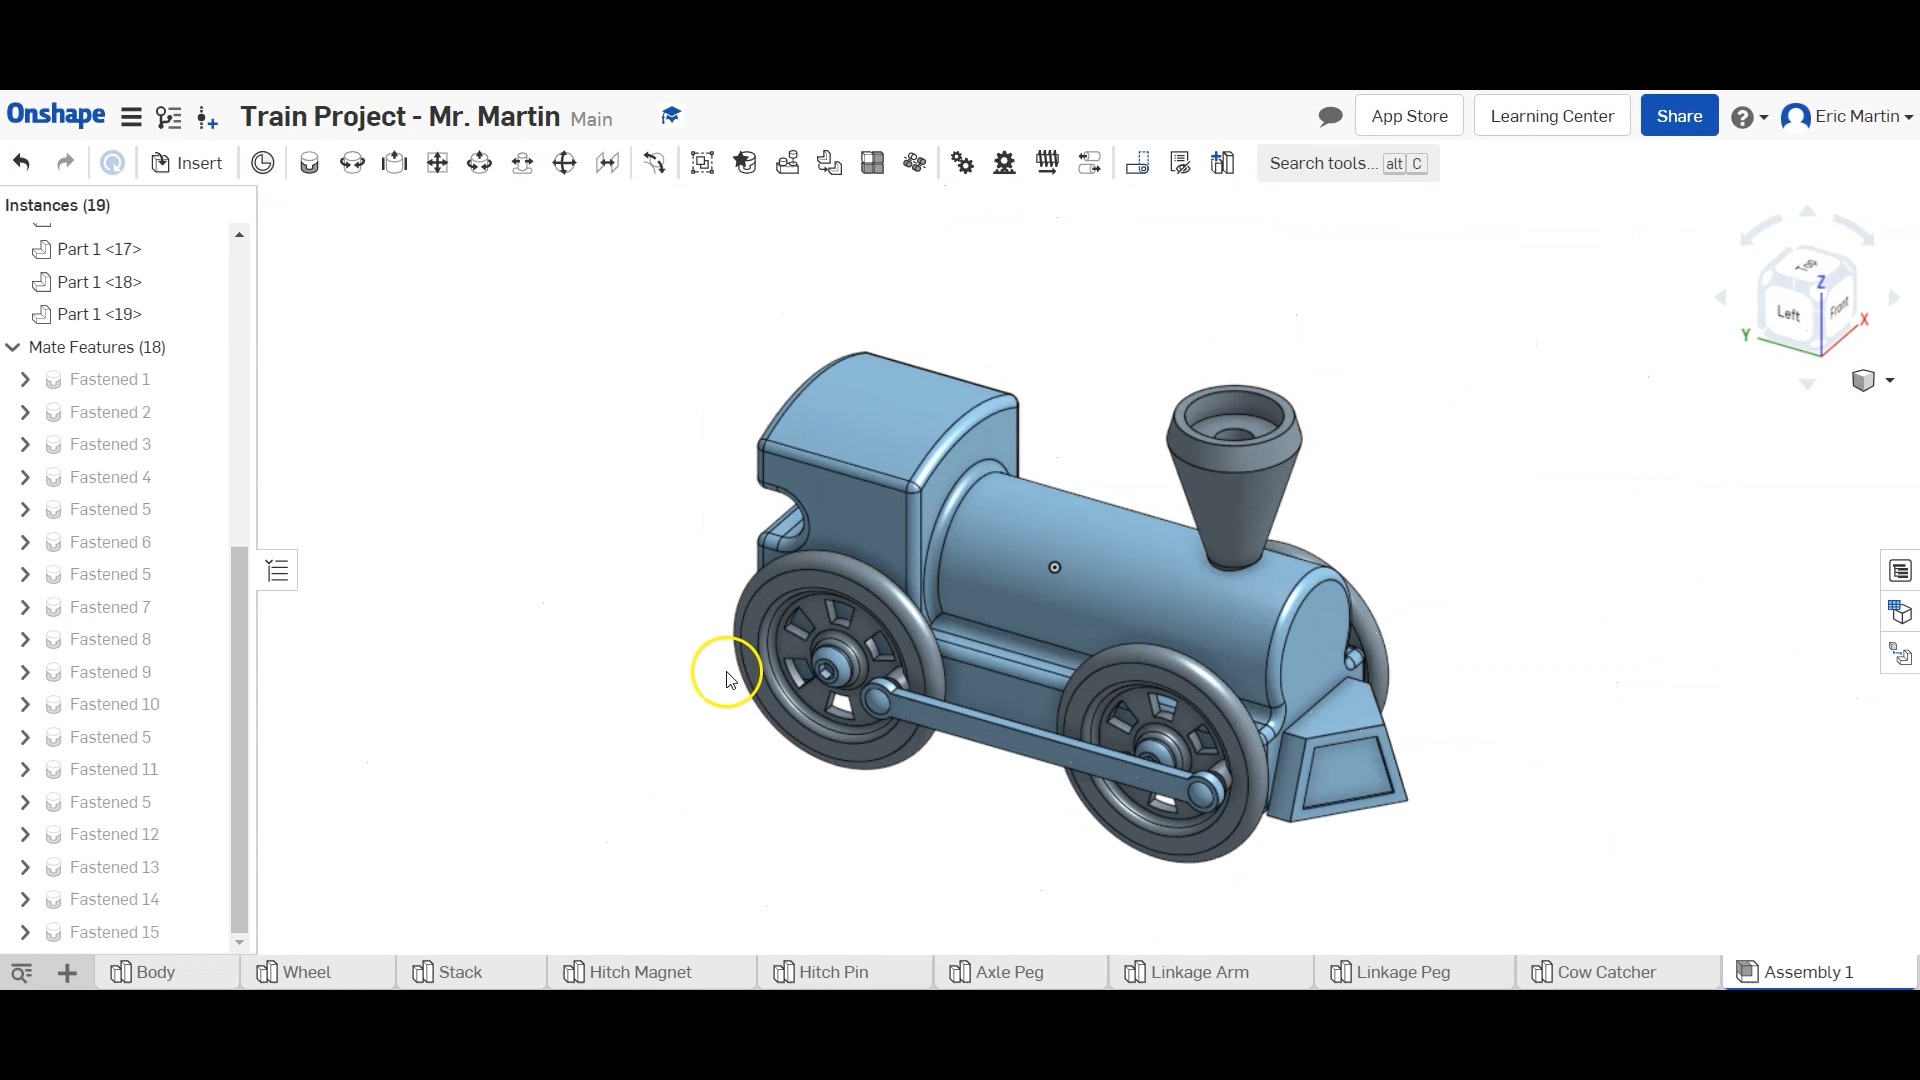 Onshape Train Project - Mr. Martin Main App Store Learning Center Share Eric Martin
Insert Search tools... alt C
Instances (19)
Part 1 <17>
Part 1 <18>
Part 1 <19>
Mate Features (18)
Fastened 1
Fastened 2
Fastened 3
Fastened 4
Fastened 5
Fastened 6
Fastened 5
Fastened 7
Fastened 8
Fastened 9
Fastened 10
Fastened 5
Fastened 11
Fastened 5
Fastened 12
Fastened 13
Fastened 14
Fastened 15
Top
Z
Left Front X
Y
Body Wheel Stack Hitch Magnet Hitch Pin Axle Peg Linkage Arm Linkage Peg Cow Catcher Assembly 1